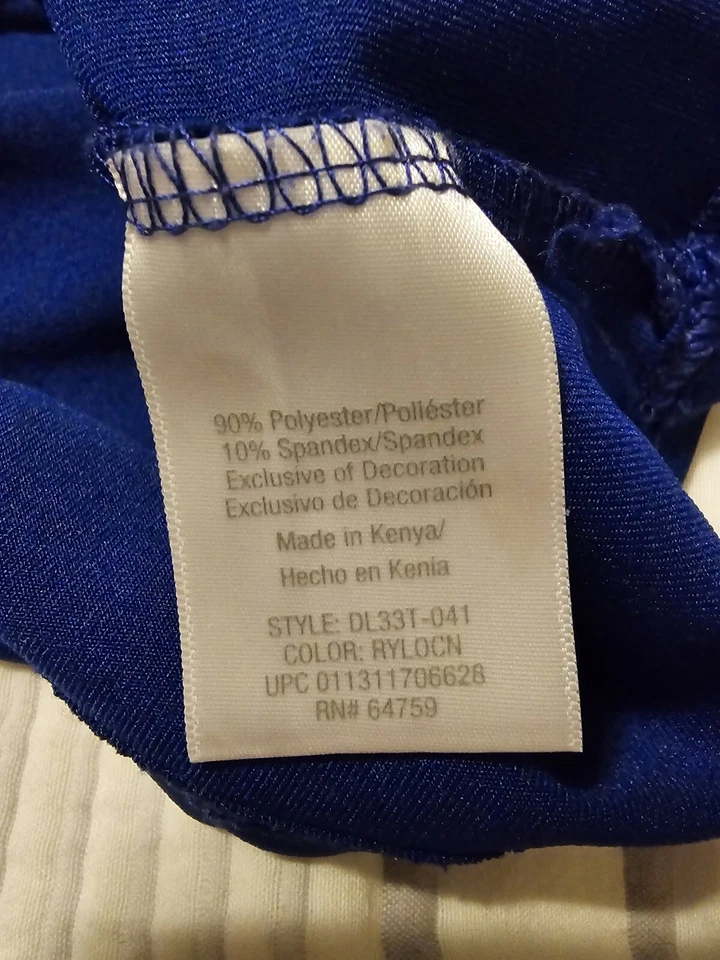 90% Polyester/Poliéster
10% Spandex/Spandex
Exclusive of Decoration
Exclusivo de Decoración
Made in Kenya/
Hecho en Kenia
STYLE: DL33T-041
COLOR: RYLOCN
UPC 011311706628
RN# 64759